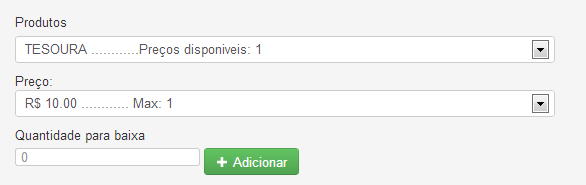 Produtos
TESOURA ............Preços disponiveis: 1
Preço:
R$ 10.00 ............ Max: 1
Quantidade para baixa
0
Adicionar